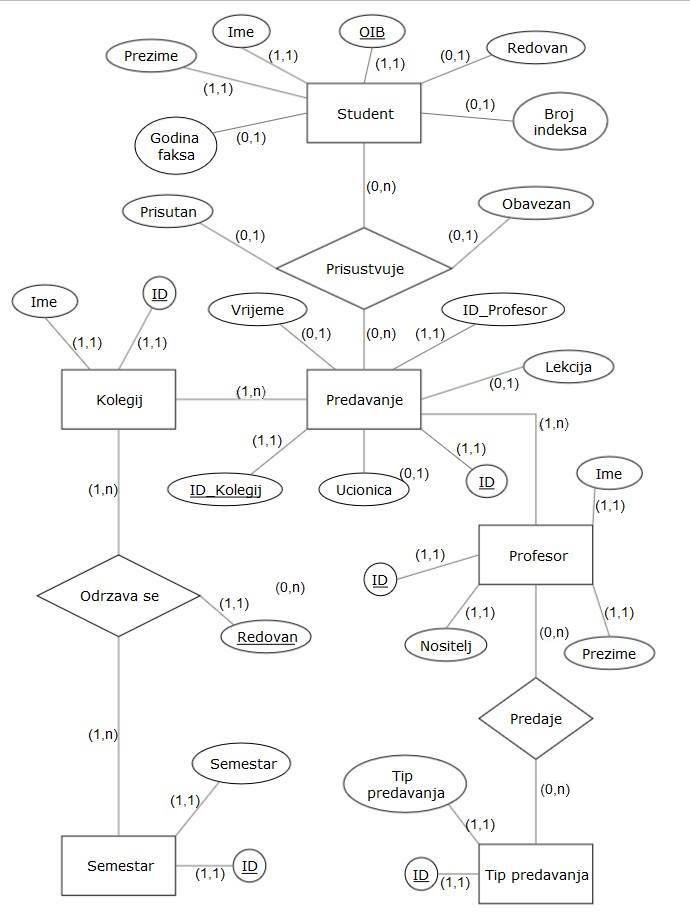 Ime
OIB
Redovan
Prezime
(1,1)
(1,1)
(0,1)
(1,1)
Student
(0,1)
Broj
indeksa
Godina
faksa
(0,1)
(0,n)
Prisutan
Obavezan
(0,1)
(0,1)
Prisustvuje
Ime
ID
Vrijeme
ID_Profesor
(1,1)
(1,1)
(0,1)
(0,n)
(1,1)
Lekcija
(0,1)
Kolegij
(1,n)
Predavanje
(1,n)
(1,1)
(1,1)
(0,1)
Ime
(1,n)
ID_Kolegij
Ucionica
ID
(1,1)
Profesor
(1,1)
ID
Odrzava se
(0,n)
(1,1)
Redovan
(1,1)
(1,1)
(0,n)
Nositelj
Prezime
Predaje
(1,n)
Semestar
Tip
predavanja
(0,n)
(1,1)
(1,1)
Semestar
(1,1)
ID
ID
(1,1)
Tip predavanja